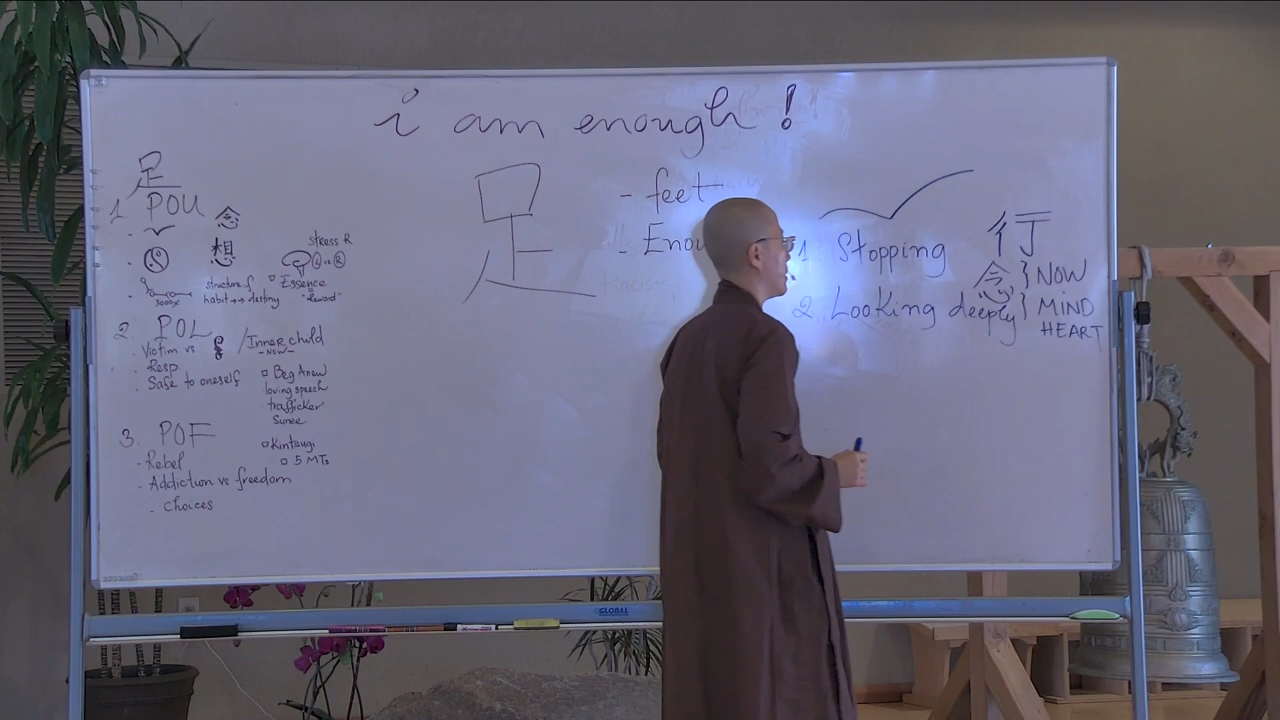 i am enough!
足
1. POU
念
想
stress R
Essence
"Reward"
structure of
habit → destiny
3000x
2 POL
- Victim vs
- Resp
- Safe to oneself
/ Inner child
- NOW -
□ Beg Anew
loving speech
trafficker
Sunee
3. POF
- Rebel
- Addiction vs freedom
- Choices
□ Kintsugi
□ 5 MTs
足
- feet
1 Stopping
2 Looking deeply
行
念 } NOW
} MIND
HEART
GLOBAL